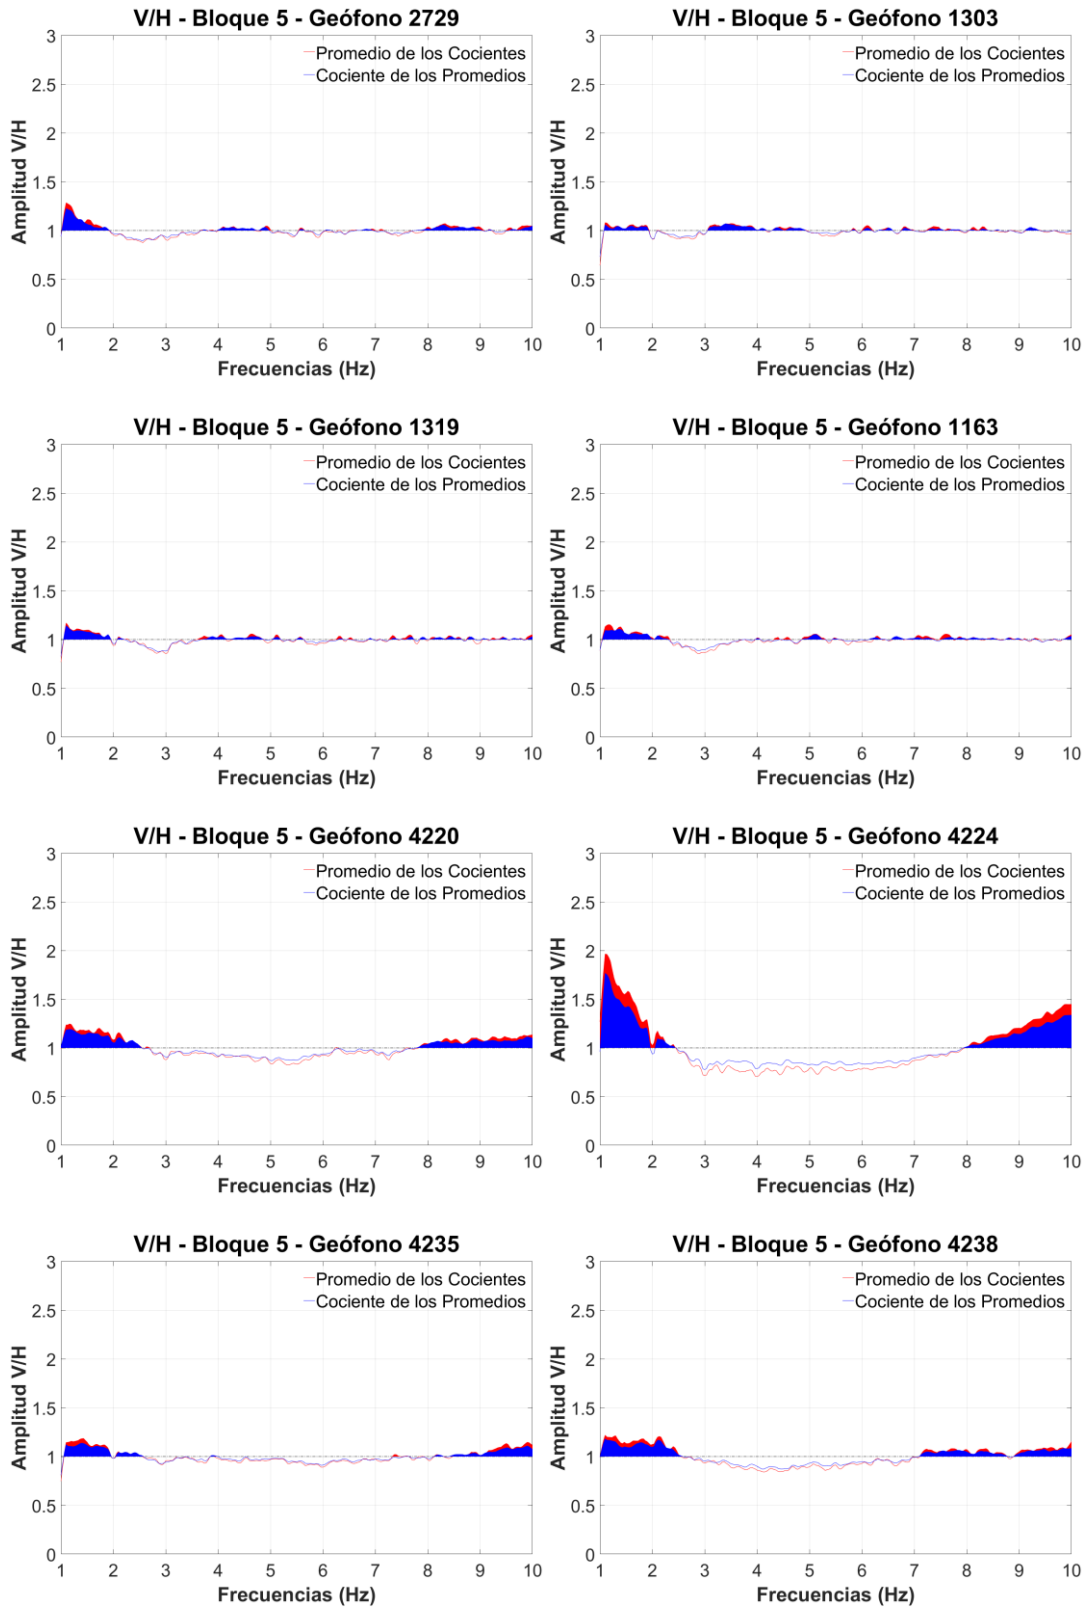 V/H - Bloque 5 - Geófono 2729
3
2.5
2
1.5
1
0.5
0
Amplitud V/H
Promedio de los Cocientes
Cociente de los Promedios
1 2 3 4 5 6 7 8 9 10
Frecuencias (Hz)
V/H - Bloque 5 - Geófono 1303
3
2.5
2
1.5
1
0.5
0
Amplitud V/H
Promedio de los Cocientes
Cociente de los Promedios
1 2 3 4 5 6 7 8 9 10
Frecuencias (Hz)
V/H - Bloque 5 - Geófono 1319
3
2.5
2
1.5
1
0.5
0
Amplitud V/H
Promedio de los Cocientes
Cociente de los Promedios
1 2 3 4 5 6 7 8 9 10
Frecuencias (Hz)
V/H - Bloque 5 - Geófono 1163
3
2.5
2
1.5
1
0.5
0
Amplitud V/H
Promedio de los Cocientes
Cociente de los Promedios
1 2 3 4 5 6 7 8 9 10
Frecuencias (Hz)
V/H - Bloque 5 - Geófono 4220
3
2.5
2
1.5
1
0.5
0
Amplitud V/H
Promedio de los Cocientes
Cociente de los Promedios
1 2 3 4 5 6 7 8 9 10
Frecuencias (Hz)
V/H - Bloque 5 - Geófono 4224
3
2.5
2
1.5
1
0.5
0
Amplitud V/H
Promedio de los Cocientes
Cociente de los Promedios
1 2 3 4 5 6 7 8 9 10
Frecuencias (Hz)
V/H - Bloque 5 - Geófono 4235
3
2.5
2
1.5
1
0.5
0
Amplitud V/H
Promedio de los Cocientes
Cociente de los Promedios
1 2 3 4 5 6 7 8 9 10
Frecuencias (Hz)
V/H - Bloque 5 - Geófono 4238
3
2.5
2
1.5
1
0.5
0
Amplitud V/H
Promedio de los Cocientes
Cociente de los Promedios
1 2 3 4 5 6 7 8 9 10
Frecuencias (Hz)